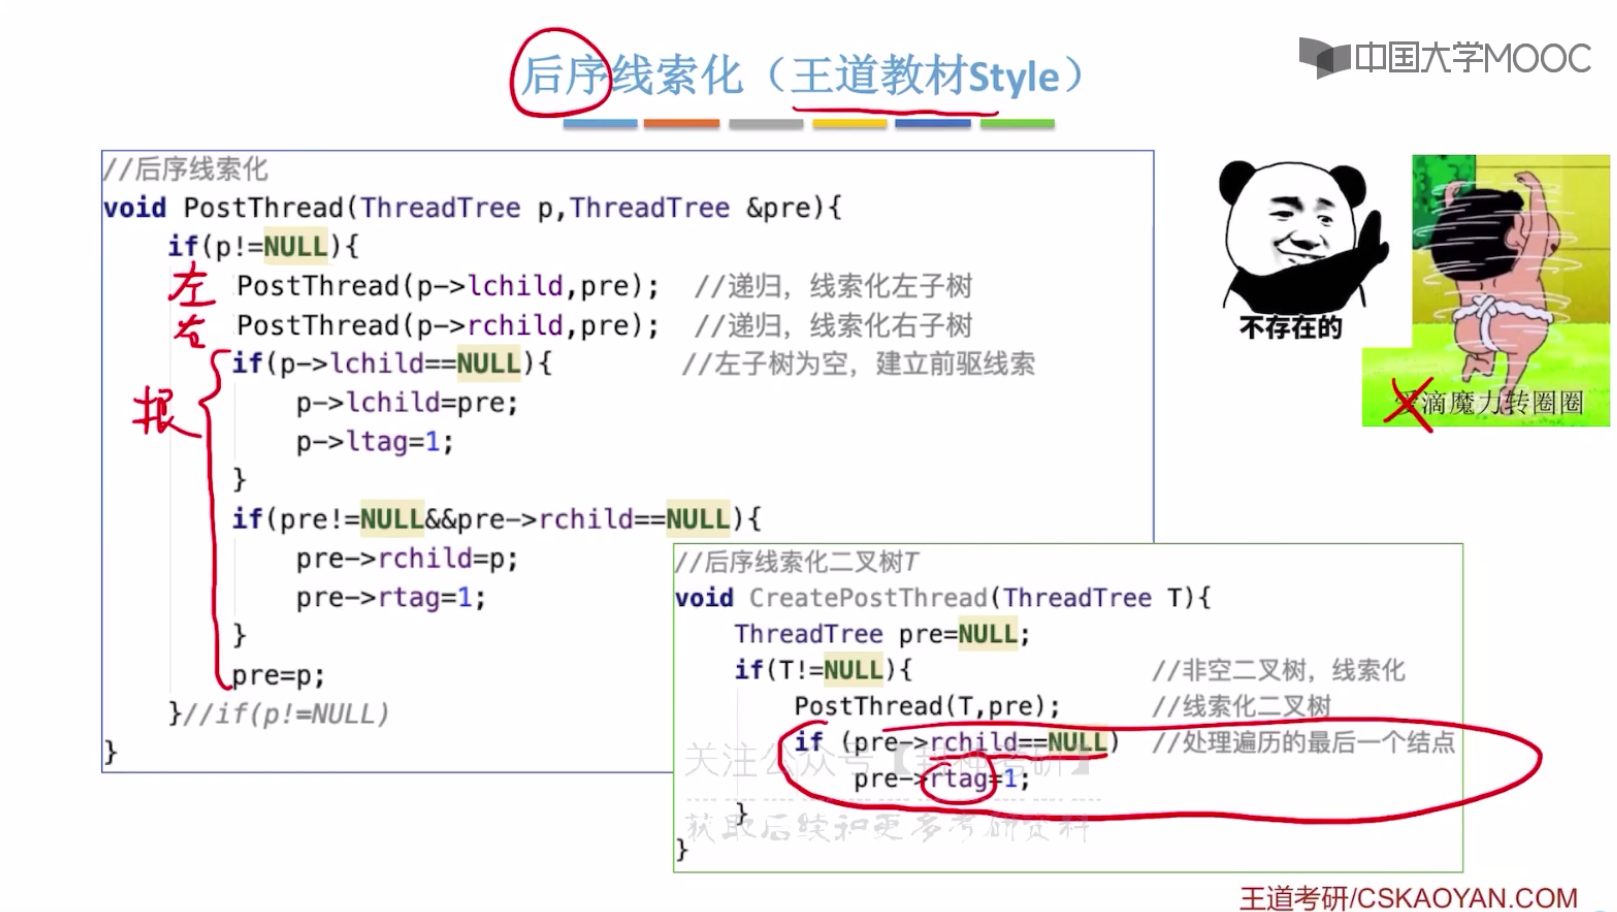 后序线索化（王道教材Style）
中国大学MOOC
//后序线索化
void PostThread(ThreadTree p,ThreadTree &pre){
if(p!=NULL){
左 PostThread(p->lchild,pre); //递归，线索化左子树
右 PostThread(p->rchild,pre); //递归，线索化右子树
if(p->lchild==NULL){ //左子树为空，建立前驱线索
根 p->lchild=pre;
p->ltag=1;
}
if(pre!=NULL&&pre->rchild==NULL){
pre->rchild=p;
pre->rtag=1;
}
pre=p;
}//if(p!=NULL)
}
不存在的
滴魔力转圈圈
//后序线索化二叉树T
void CreatePostThread(ThreadTree T){
ThreadTree pre=NULL;
if(T!=NULL){ //非空二叉树，线索化
PostThread(T,pre); //线索化二叉树
if (pre->rchild==NULL) //处理遍历的最后一个结点
pre->rtag=1;
}
}
关注公众号【 考研】
获取后续和更多考研资料
王道考研/CSKAOYAN.COM